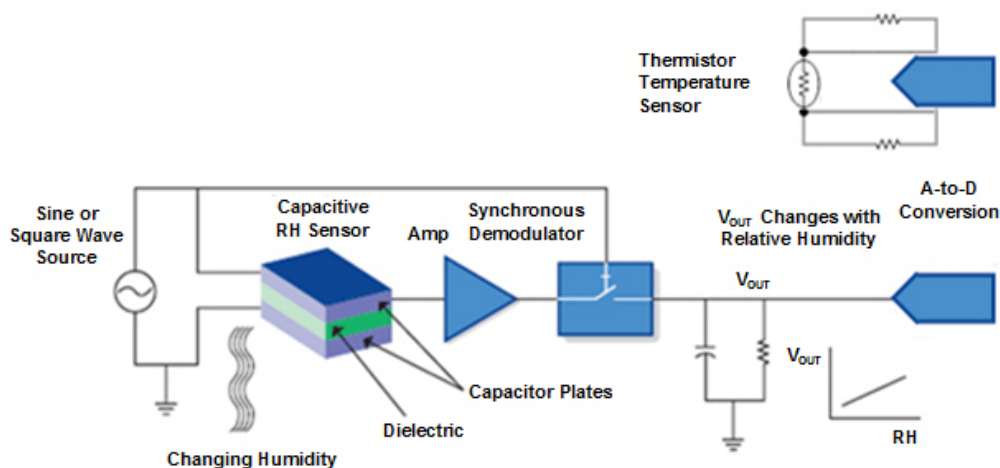 Thermistor
Temperature
Sensor
Sine or
Square Wave
Source
Capacitive
RH Sensor
Amp
Synchronous
Demodulator
VOUT Changes with
Relative Humidity
A-to-D
Conversion
VOUT
VOUT
RH
Capacitor Plates
Dielectric
Changing Humidity